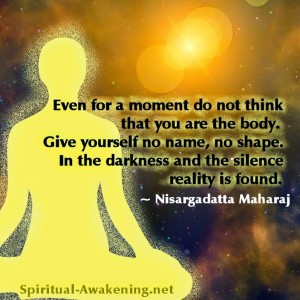 Even for a moment do not think
that you are the body.
Give yourself no name, no shape.
In the darkness and the silence
reality is found.
~ Nisargadatta Maharaj
Spiritual-Awakening.net